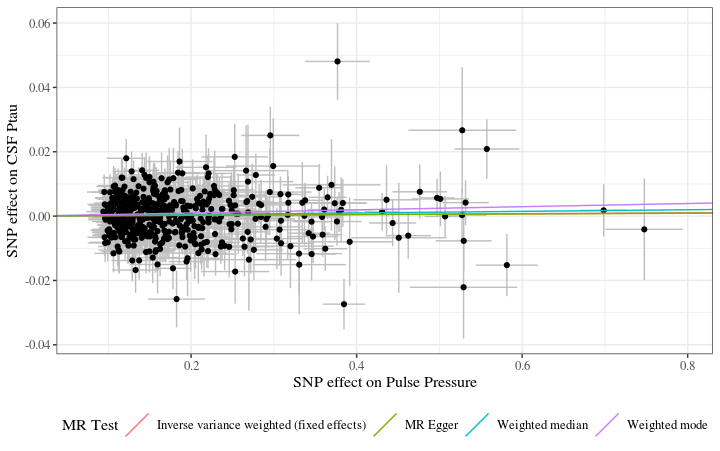 0.06
0.04
0.02
0.00
-0.02
-0.04
SNP effect on CSF Ptau
0.2 0.4 0.6 0.8
SNP effect on Pulse Pressure
MR Test Inverse variance weighted (fixed effects) MR Egger Weighted median Weighted mode